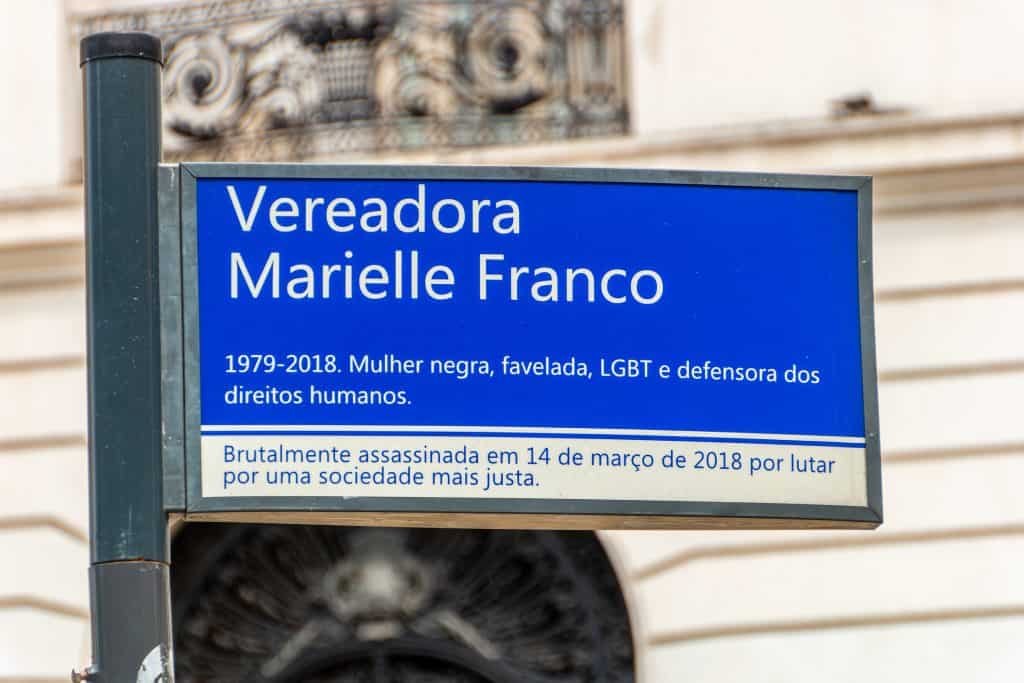 Vereadora
Marielle Franco
1979-2018. Mulher negra, favelada, LGBT e defensora dos
direitos humanos.
Brutalmente assassinada em 14 de março de 2018 por lutar
por uma sociedade mais justa.